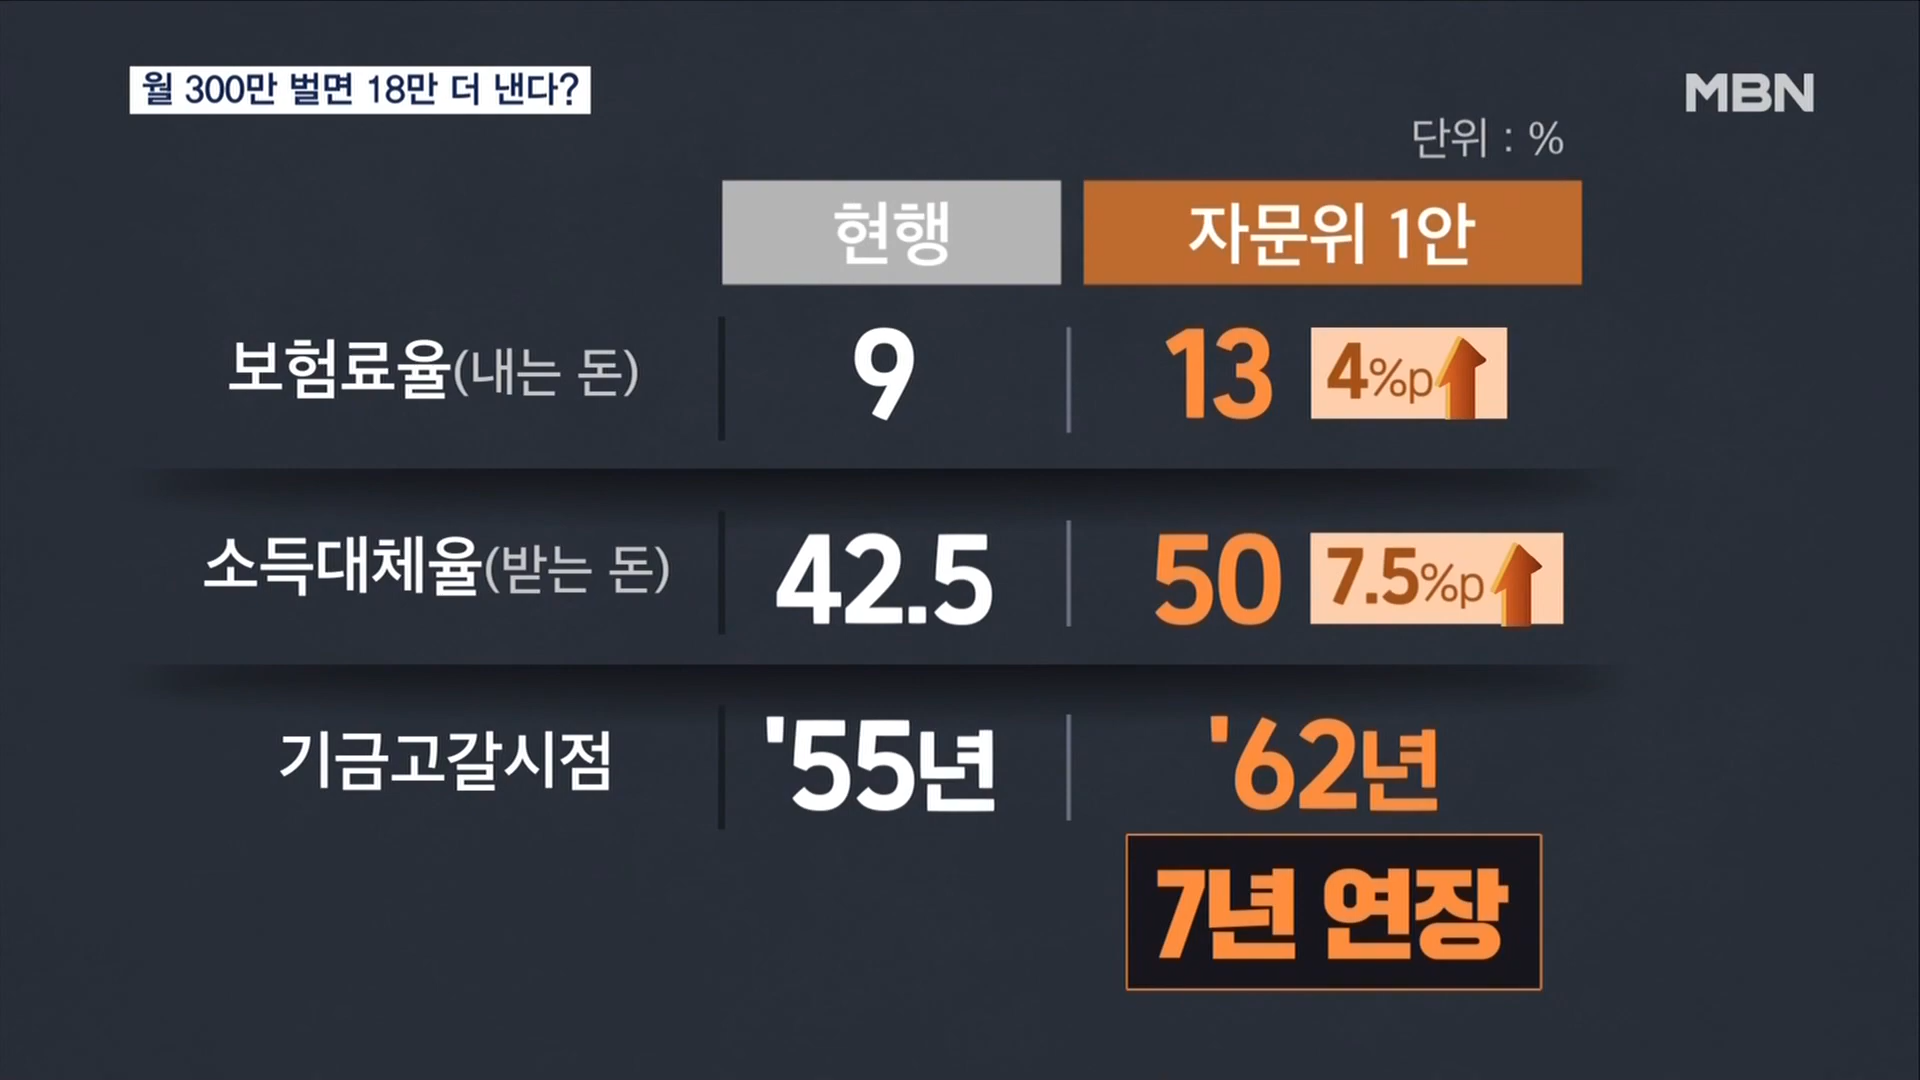 월 300만 벌면 18만 더 낸다?
MBN
단위 : %
현행 자문위 1안
보험료율(내는 돈) 9 13 4%p
소득대체율(받는 돈) 42.5 50 7.5%p
기금고갈시점 '55년 '62년
7년 연장